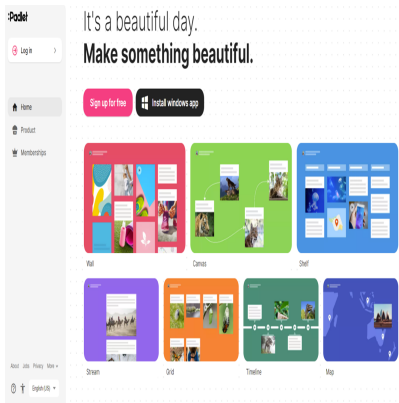 :Padlet
Log in
Home
Product
Memberships
About Jobs Privacy More
English (US)
It's a beautiful day.
Make something beautiful.
Sign up for free
Install windows app
Wall
Canvas
Shelf
Stream
Grid
Timeline
Map